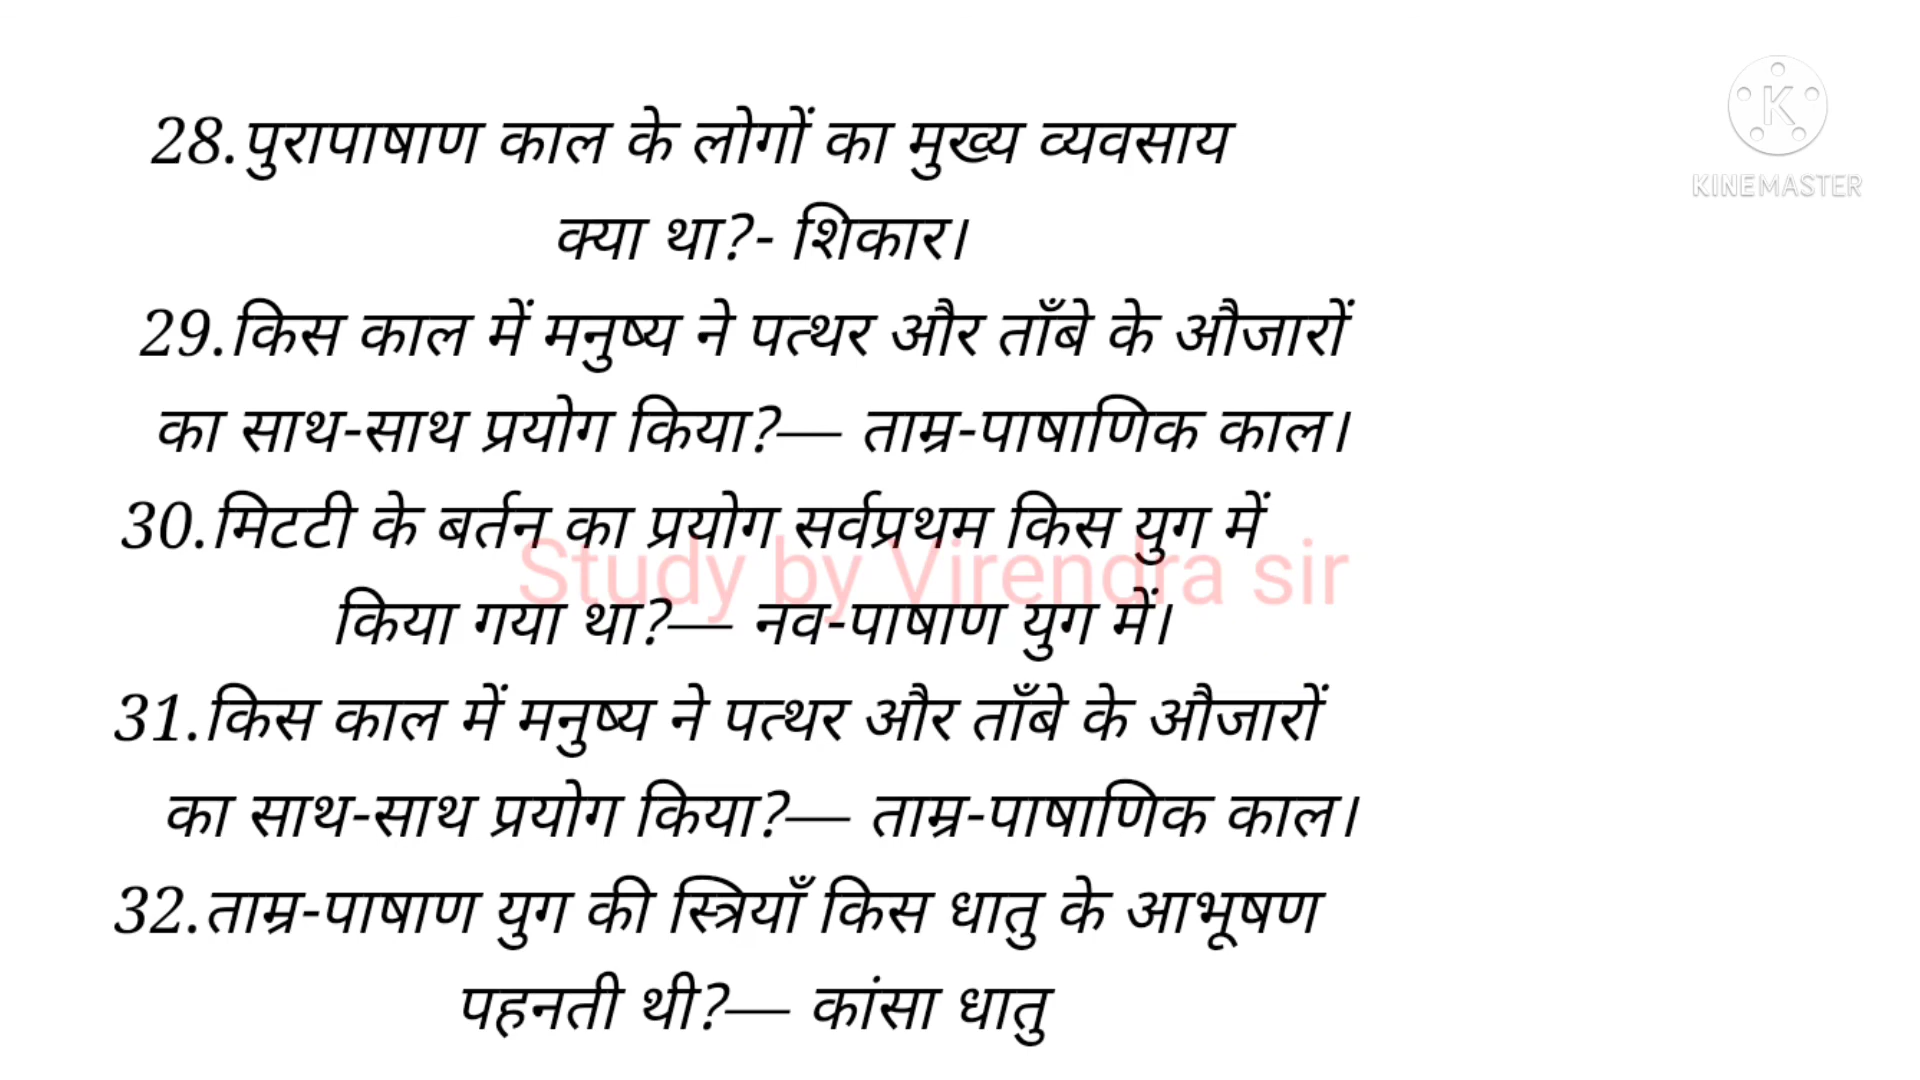 28.पुरापाषाण काल के लोगों का मुख्य व्यवसाय
क्या था?- शिकार।
29.किस काल में मनुष्य ने पत्थर और ताँबे के औजारों
का साथ-साथ प्रयोग किया?— ताम्र-पाषाणिक काल।
30.मिटटी के बर्तन का प्रयोग सर्वप्रथम किस युग में
किया गया था?— नव-पाषाण युग में।
31.किस काल में मनुष्य ने पत्थर और ताँबे के औजारों
का साथ-साथ प्रयोग किया?— ताम्र-पाषाणिक काल।
32.ताम्र-पाषाण युग की स्त्रियाँ किस धातु के आभूषण
पहनती थी?— कांसा धातु
Study by Virendra sir
K
KINEMASTER